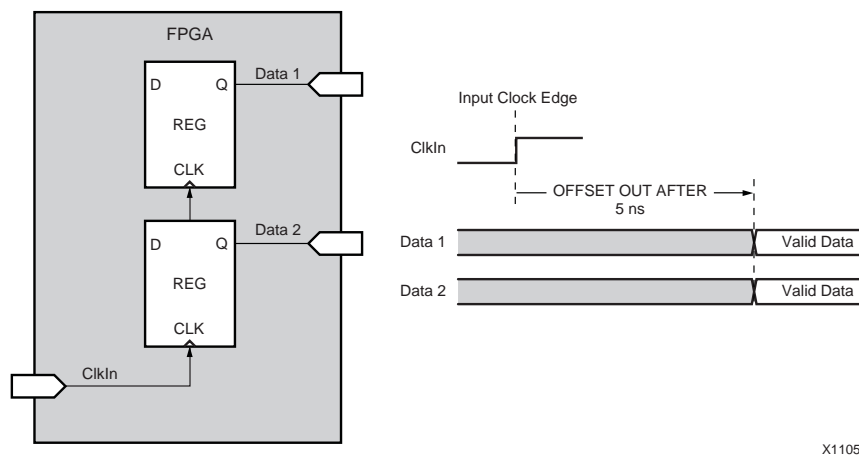 FPGA
D Q Data 1
REG
CLK
D Q Data 2
REG
CLK
ClkIn
Input Clock Edge
ClkIn
OFFSET OUT AFTER
5 ns
Data 1 Valid Data
Data 2 Valid Data
X1105